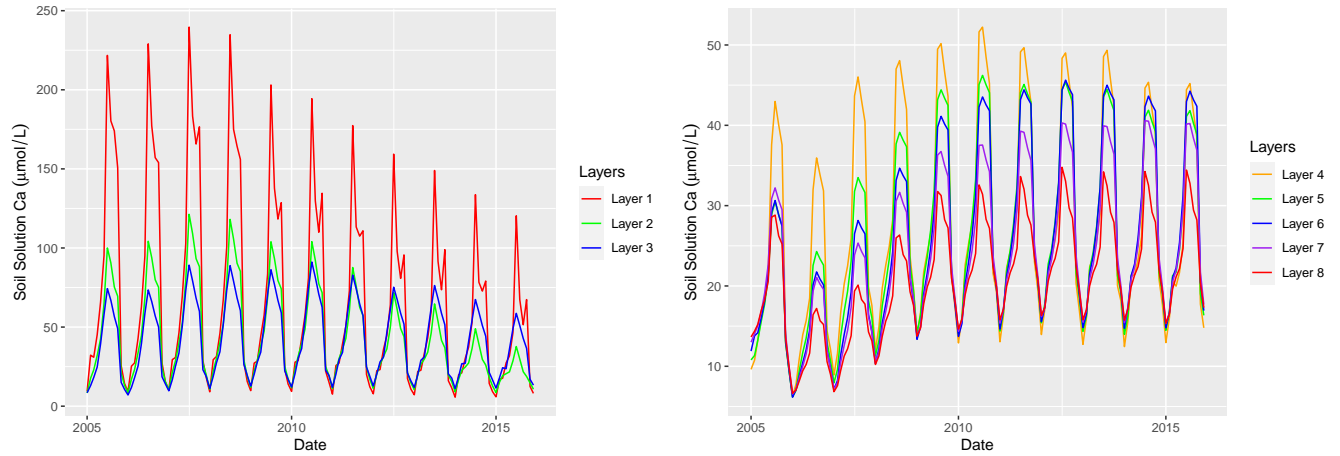 Soil Solution Ca (µmol/L)
250
200
150
100
50
0
2005
2010
2015
Date
Layers
Layer 1
Layer 2
Layer 3
Soil Solution Ca (µmol/L)
50
40
30
20
10
2005
2010
2015
Date
Layers
Layer 4
Layer 5
Layer 6
Layer 7
Layer 8